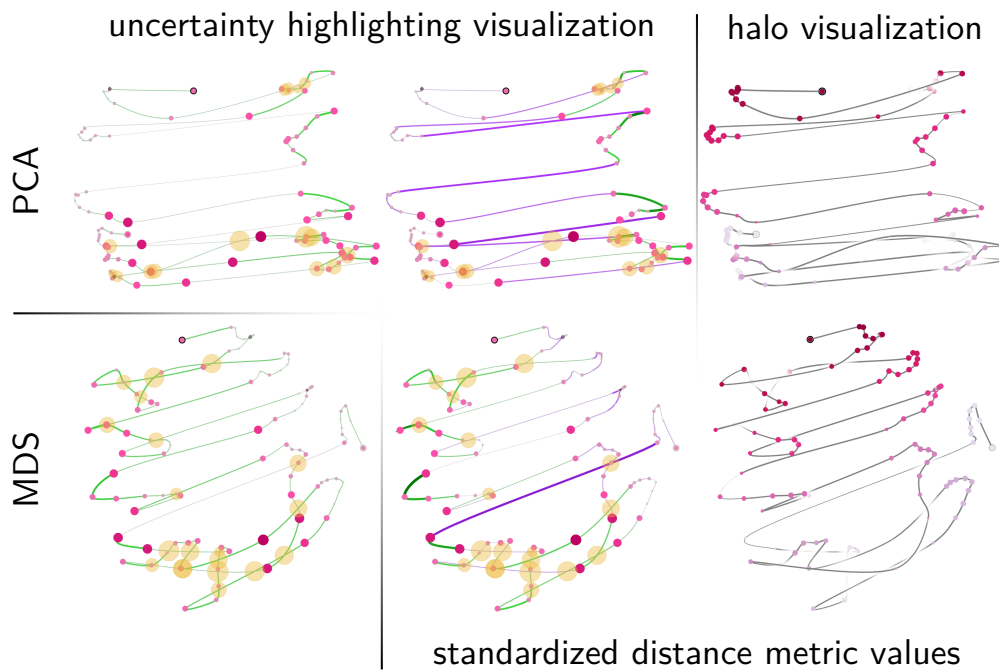 uncertainty highlighting visualization
halo visualization
PCA
MDS
standardized distance metric values